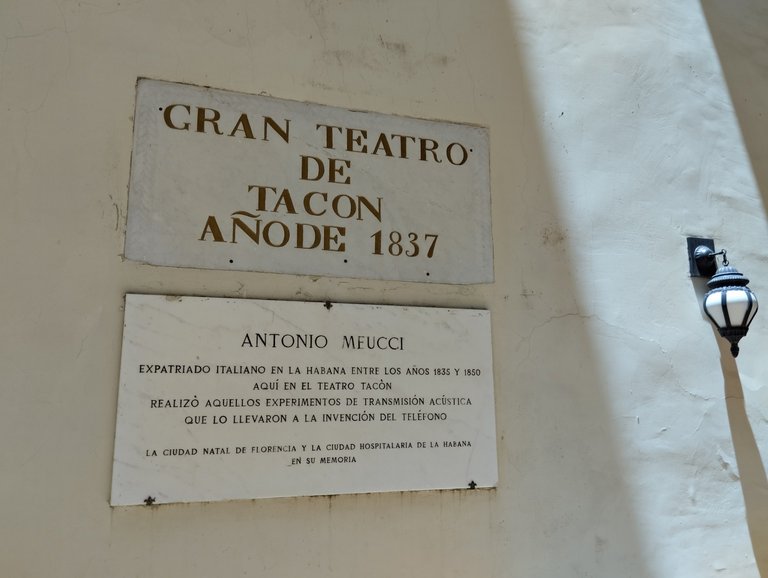 GRAN TEATRO
DE
TACON
AÑO DE 1837
ANTONIO MEUCCI
EXPATRIADO ITALIANO EN LA HABANA ENTRE LOS AÑOS 1835 Y 1850
AQUÍ EN EL TEATRO TACÒN
REALIZÒ AQUELLOS EXPERIMENTOS DE TRANSMISIÓN ACÚSTICA
QUE LO LLEVARON A LA INVENCIÓN DEL TELÉFONO
LA CIUDAD NATAL DE FLORENCIA Y LA CIUDAD HOSPITALARIA DE LA HABANA
EN SU MEMORIA